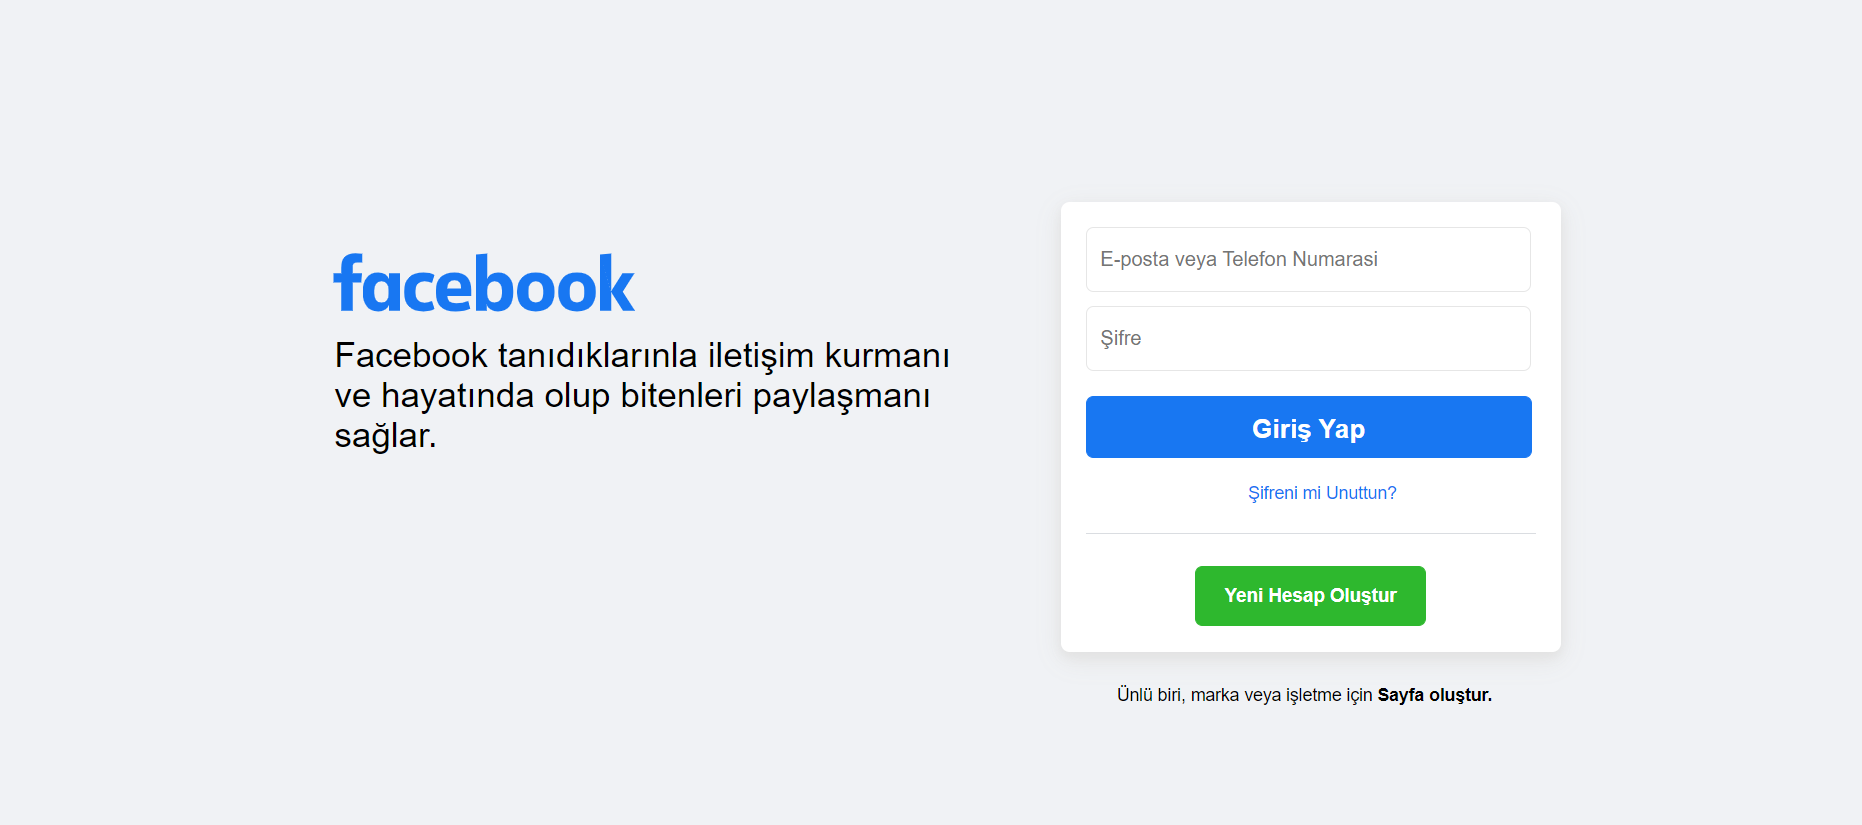 facebook
Facebook tanıdıklarınla iletişim kurmanı
ve hayatında olup bitenleri paylaşmanı
sağlar.
E-posta veya Telefon Numarasi
Şifre
Giriş Yap
Şifreni mi Unuttun?
Yeni Hesap Oluştur
Ünlü biri, marka veya işletme için Sayfa oluştur.